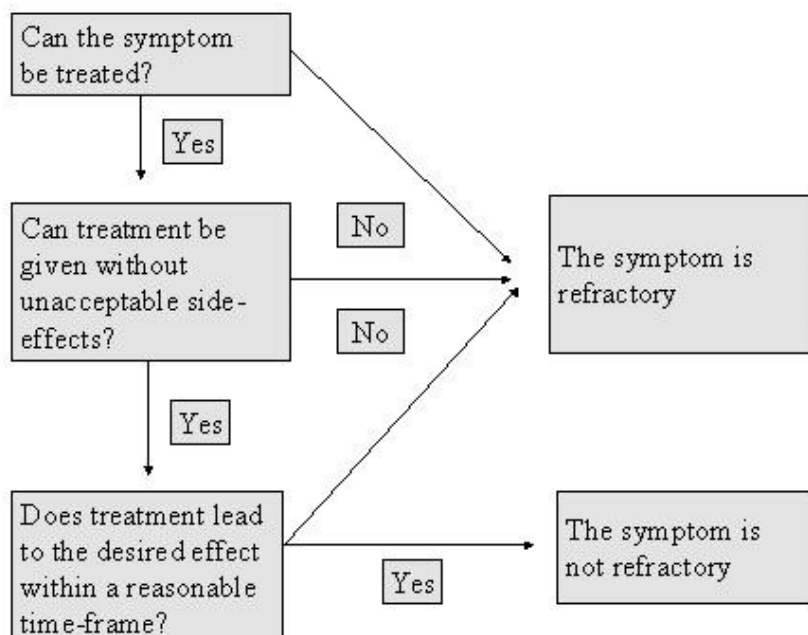 Can the symptom
be treated?
Yes
Can treatment be
given without
unacceptable side-
effects?
No
No
The symptom is
refractory
Yes
Does treatment lead
to the desired effect
within a reasonable
time-frame?
Yes
The symptom is
not refractory